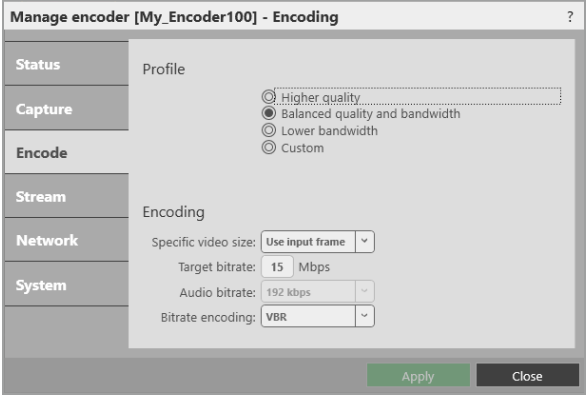 Manage encoder [My_Encoder100] - Encoding ?
Status
Capture
Encode
Stream
Network
System
Profile
Higher quality
Balanced quality and bandwidth
Lower bandwidth
Custom
Encoding
Specific video size: Use input frame
Target bitrate: 15 Mbps
Audio bitrate: 192 kbps
Bitrate encoding: VBR
Apply Close